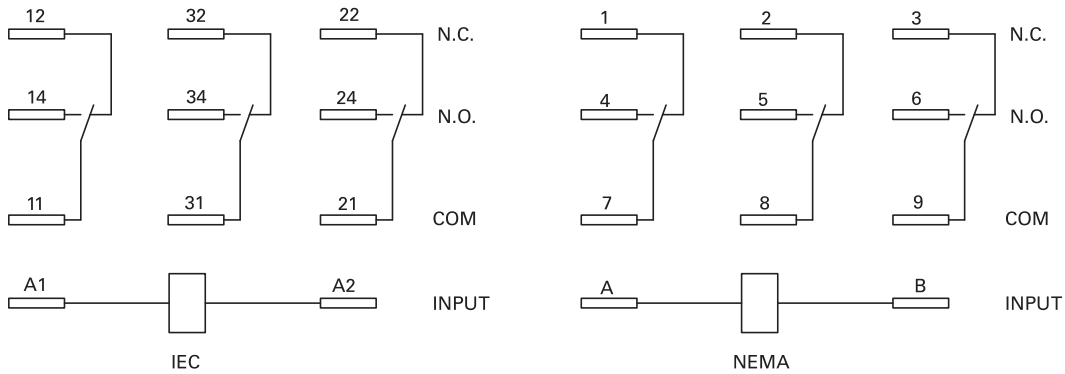 12 32 22 N.C.
14 34 24 N.O.
11 31 21 COM
A1 A2 INPUT
IEC
1 2 3 N.C.
4 5 6 N.O.
7 8 9 COM
A B INPUT
NEMA